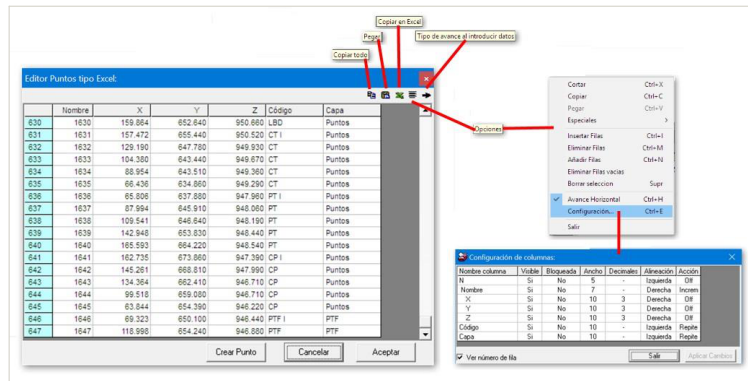 Copiar en Excel
Pegar
Tipo de avance al introducir datos
Copiar todo
Editor Puntos tipo Excel:
Nombre X Y Z Código Capa
630 1630 159.864 652.640 950.660 LBD Puntos
631 1631 157.472 655.440 950.520 CT I Puntos
632 1632 129.190 647.780 949.930 CT Puntos
633 1633 104.380 643.440 949.670 CT Puntos
634 1634 88.954 643.510 949.360 CT Puntos
635 1635 66.436 634.860 949.290 CT Puntos
636 1636 65.806 637.880 947.960 PT I Puntos
637 1637 87.994 645.910 948.060 PT Puntos
638 1638 109.541 646.640 948.190 PT Puntos
639 1639 142.948 653.830 948.440 PT Puntos
640 1640 165.593 664.220 948.540 PT Puntos
641 1641 162.735 673.860 947.390 CP I Puntos
642 1642 145.261 668.810 947.990 CP Puntos
643 1643 134.364 662.410 946.710 CP Puntos
644 1644 99.518 659.080 946.710 CP Puntos
645 1645 63.844 654.390 946.220 CP Puntos
646 1646 69.323 650.100 946.440 PTF I PTF
647 1647 118.998 654.240 946.880 PTF PTF
Crear Punto Cancelar Aceptar
Opciones
Cortar Ctrl+X
Copiar Ctrl+C
Pegar Ctrl+V
Especiales
Insertar Filas Ctrl+I
Eliminar Filas Ctrl+M
Añadir Filas Ctrl+N
Eliminar Filas vacias
Borrar seleccion Supr
Avance Horizontal Ctrl+H
Configuración... Ctrl+E
Salir
Configuración de columnas:
Nombre columna Visible Bloqueada Ancho Decimales Alineación Acción
N Si No 5 - Izquierda Off
Nombre Si No 7 - Derecha Increm
X Si No 10 3 Derecha Off
Y Si No 10 3 Derecha Off
Z Si No 10 3 Derecha Off
Código Si No 10 - Izquierda Repite
Capa Si No 10 - Izquierda Repite
Ver número de fila
Salir Aplicar Cambios